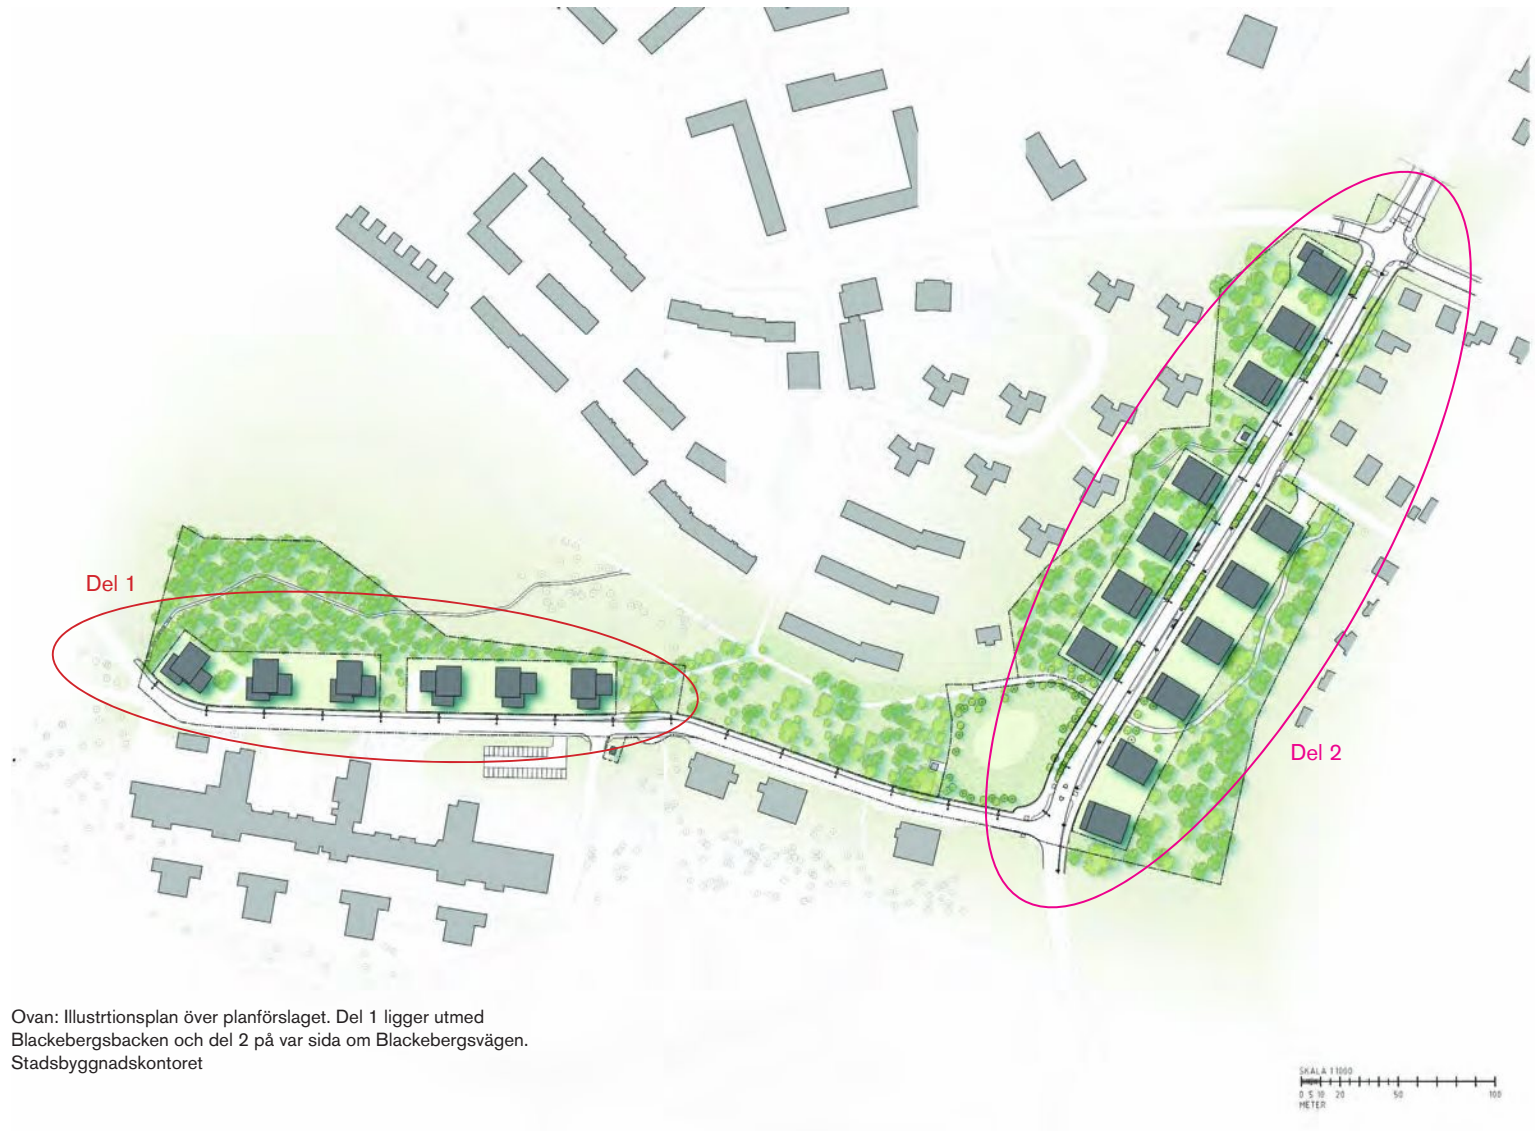 Del 1
Del 2
Ovan: Illustrtionsplan över planförslaget. Del 1 ligger utmed
Blackebergsbacken och del 2 på var sida om Blackebergsvägen.
Stadsbyggnadskontoret
SKALA 1:1000
0 5 10 20 50 100
METER